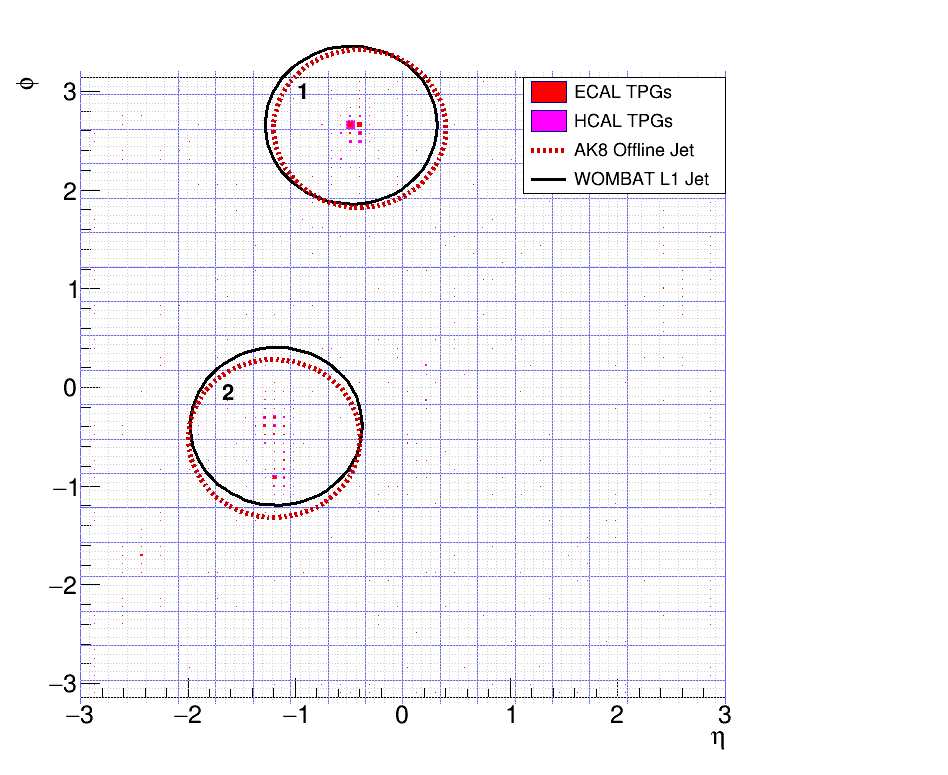 ϕ
3
2
1
0
−1
−2
−3
1
2
ECAL TPGs
HCAL TPGs
AK8 Offline Jet
WOMBAT L1 Jet
−3 −2 −1 0 1 2 3
η